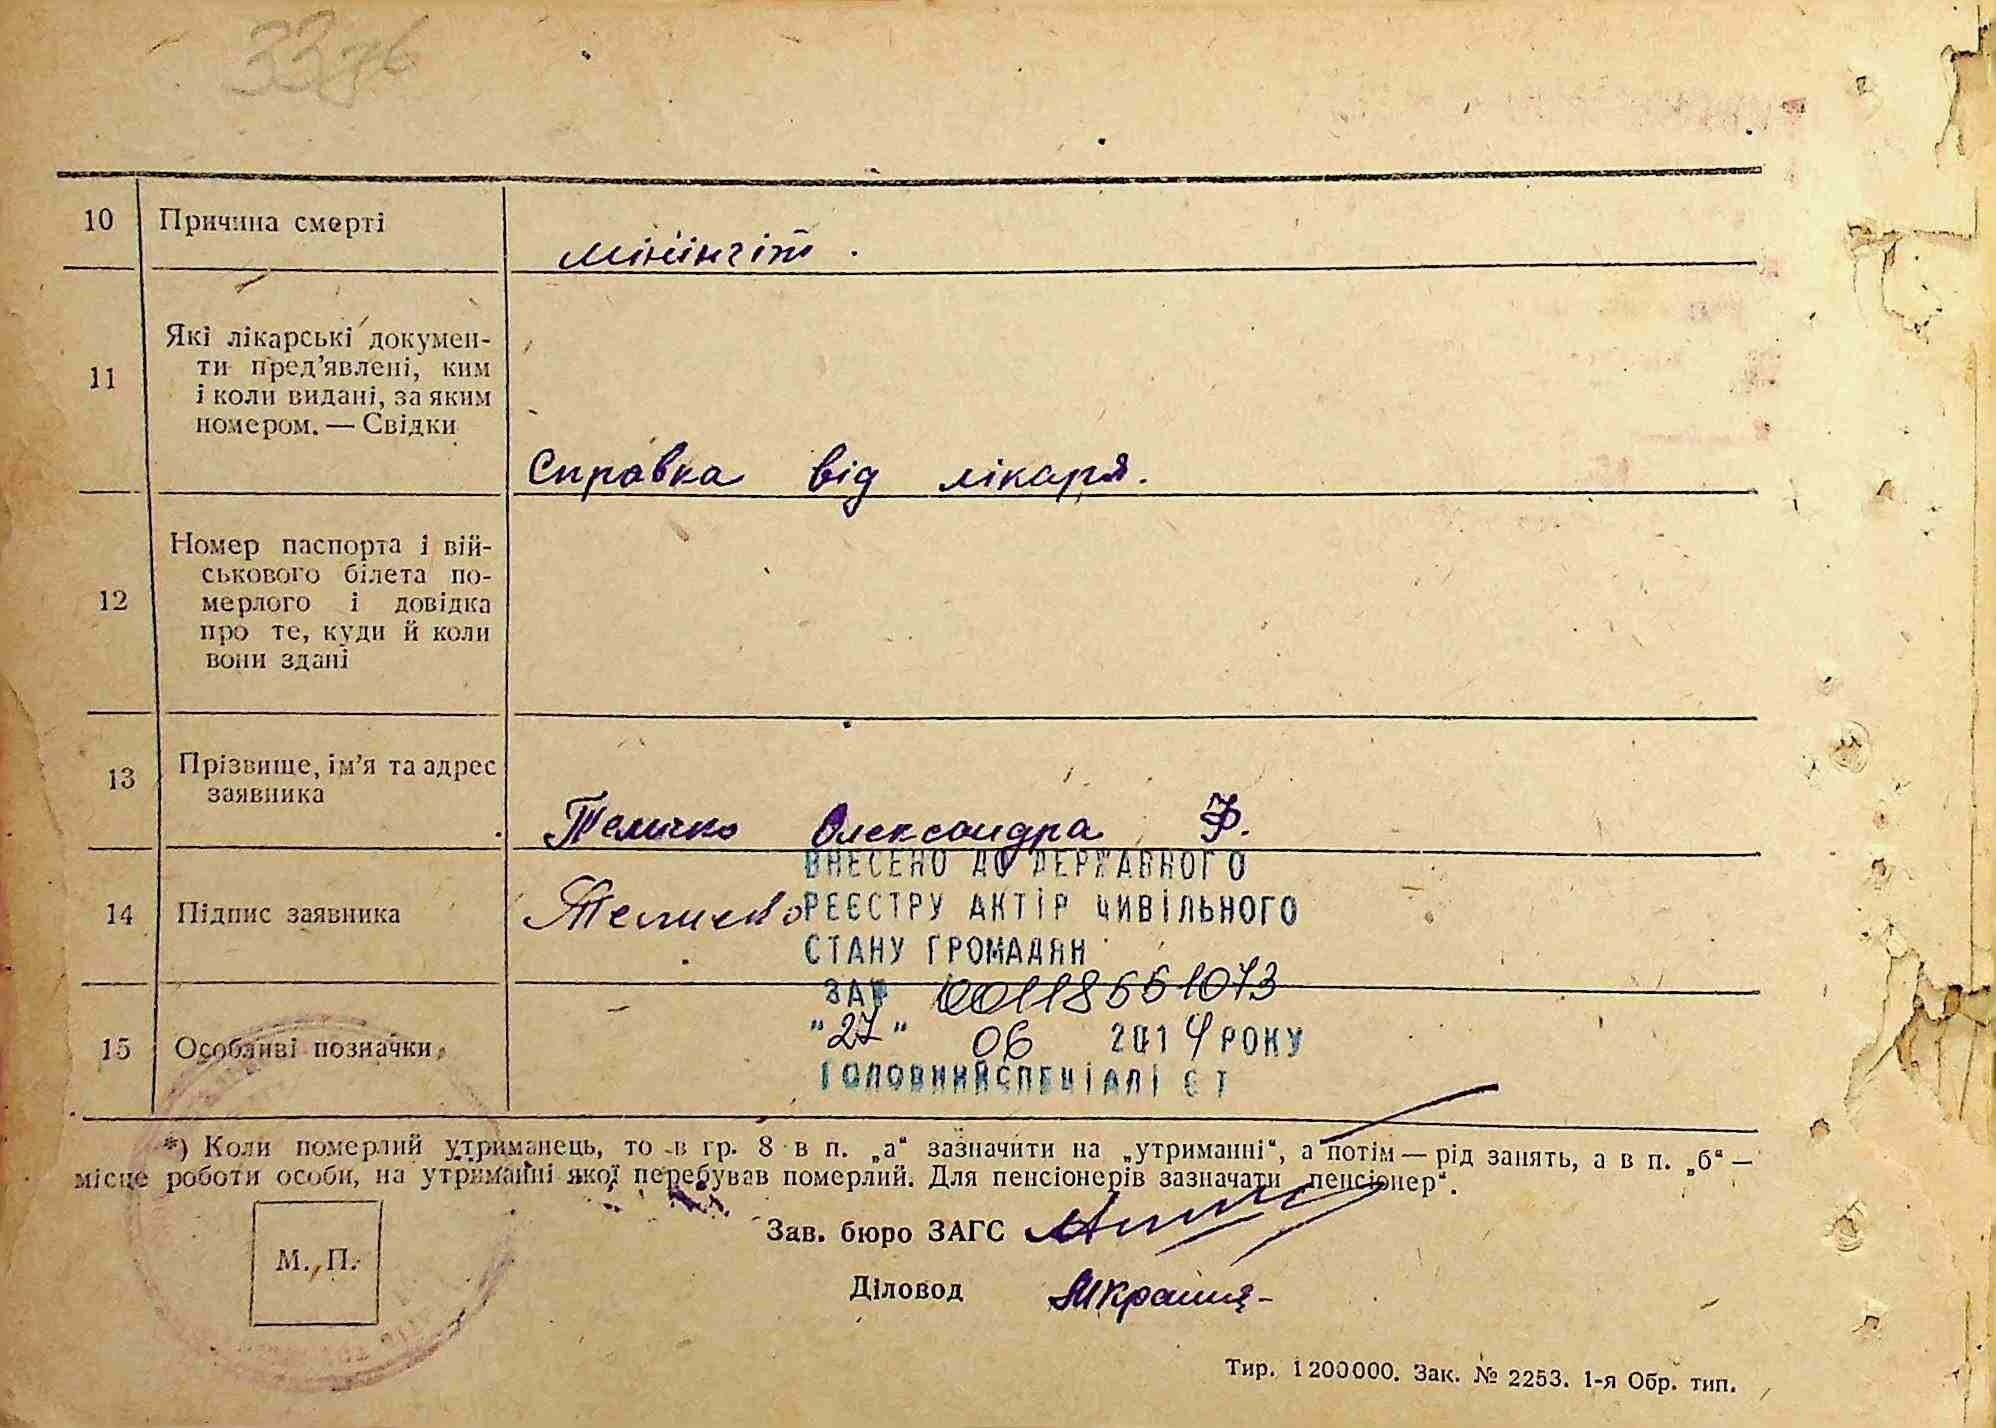 10 Причина смерті мінінгіт.
11 Які лікарські докумен-
ти пред'явлені, ким
і коли видані, за яким
номером. — Свідки
Справка від лікаря.
12 Номер паспорта і вій-
ськового білета по-
мерлого і довідка
про те, куди й коли
вони здані
13 Прізвище, ім'я та адрес
заявника
Теличко Олександра Ф.
14 Підпис заявника Теличко
ВНЕСЕНО ДО ДЕРЖАВНОГО
РЕЄСТРУ АКТІВ ЦИВІЛЬНОГО
СТАНУ ГРОМАДЯН
ЗА № 00118551073
"27" 06 2014 РОКУ
ГОЛОВНИЙ СПЕЦІАЛІСТ
15 Особливі позначки
*) Коли померлий утриманець, то в гр. 8 в п. „а“ зазначити на „утриманні“, а потім — рід занять, а в п. „б“ —
місце роботи особи, на утриманні якої перебував померлий. Для пенсіонерів зазначати „пенсіонер“.
М. П.
Зав. бюро ЗАГС
Діловод
Тир. 1200000. Зак. № 2253. 1-я Обр. тип.